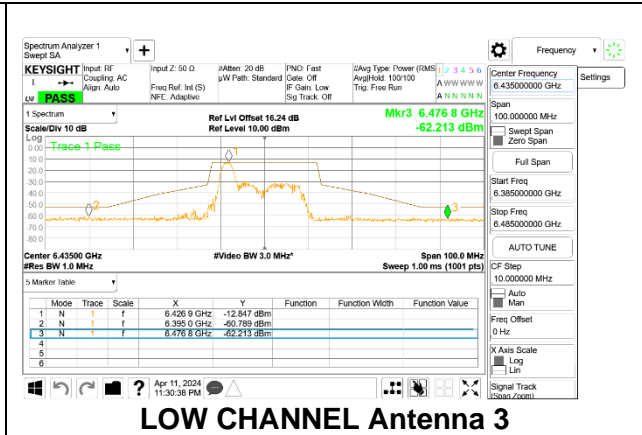 Spectrum Analyzer 1
Swept SA
+
Frequency
KEYSIGHT
Input: RF
Coupling: AC
Align: Auto
Input Z: 50 Ω
Freq Ref: Int (S)
NFE: Adaptive
#Atten: 20 dB
µW Path: Standard
PNO: Fast
Gate: Off
IF Gain: Low
Sig Track: Off
#Avg Type: Power (RMS
Avg|Hold: 100/100
Trig: Free Run
1 2 3 4 5 6
A W W W W W
A N N N N N
PASS
Center Frequency
6.435000000 GHz
Settings
Span
100.000000 MHz
Swept Span
Zero Span
Full Span
Start Freq
6.385000000 GHz
Stop Freq
6.485000000 GHz
AUTO TUNE
CF Step
10.000000 MHz
Auto
Man
Freq Offset
0 Hz
X Axis Scale
Log
Lin
Signal Track
(Span Zoom)
1 Spectrum
Scale/Div 10 dB
Ref Lvl Offset 16.24 dB
Ref Level 10.00 dBm
Mkr3 6.476 8 GHz
-62.213 dBm
Log
Trace 1 Pass
0.00
-10.0
-20.0
-30.0
-40.0
-50.0
-60.0
-70.0
-80.0
1
2
3
Center 6.43500 GHz
#Res BW 1.0 MHz
#Video BW 3.0 MHz*
Span 100.0 MHz
Sweep 1.00 ms (1001 pts)
5 Marker Table
Mode Trace Scale X Y Function Function Width Function Value
1 N 1 f 6.426 9 GHz -12.847 dBm
2 N 1 f 6.395 0 GHz -60.789 dBm
3 N 1 f 6.476 8 GHz -62.213 dBm
4
5
6
? Apr 11, 2024
11:30:38 PM
LOW CHANNEL Antenna 3